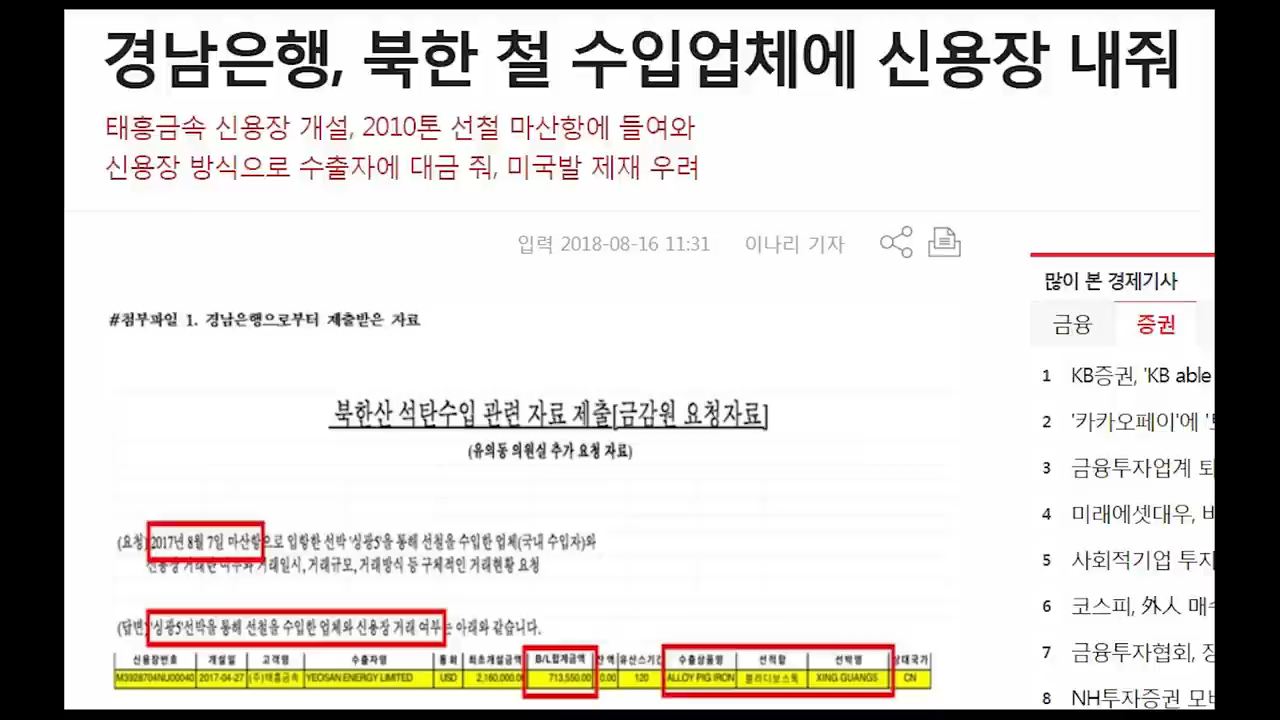 경남은행, 북한 철 수입업체에 신용장 내줘
태흥금속 신용장 개설, 2010톤 선철 마산항에 들여와
신용장 방식으로 수출자에 대금 줘, 미국발 제재 우려
입력 2018-08-16 11:31 이나리 기자
#첨부파일 1. 경남은행으로부터 제출받은 자료
북한산 석탄수입 관련 자료 제출[금감원 요청자료]
(유의동 의원실 추가 요청 자료)
(요청) 2017년 8월 7일 마산항으로 입항한 선박 '싱광5'을 통해 선철을 수입한 업체(국내 수입자)와
신용장 거래한 여부와 거래일시, 거래규모, 거래방식 등 구체적인 거래현황 요청
(답변) '싱광5'선박을 통해 선철을 수입한 업체와 신용장 거래 여부는 아래와 같습니다.
신용장번호 개설일 고객명 수출자명 통화 최초개설금액 B/L합계금액 잔액 유산스기간 수출상품명 선적항 선박명 상대국가
M3928704NU00040 2017-04-27 (주)태흥금속 YEOSAN ENERGY LIMITED USD 2,160,000.0 713,550.00 0.00 120 ALLOY PIG IRON 블라디보스톡 XING GUANG5 CN
많이 본 경제기사
금융 증권
1 KB증권, 'KB able
2 '카카오페이'에
3 금융투자업계
4 미래에셋대우,
5 사회적기업 투자
6 코스피, 外人 매수
7 금융투자협회,
8 NH투자증권 모바